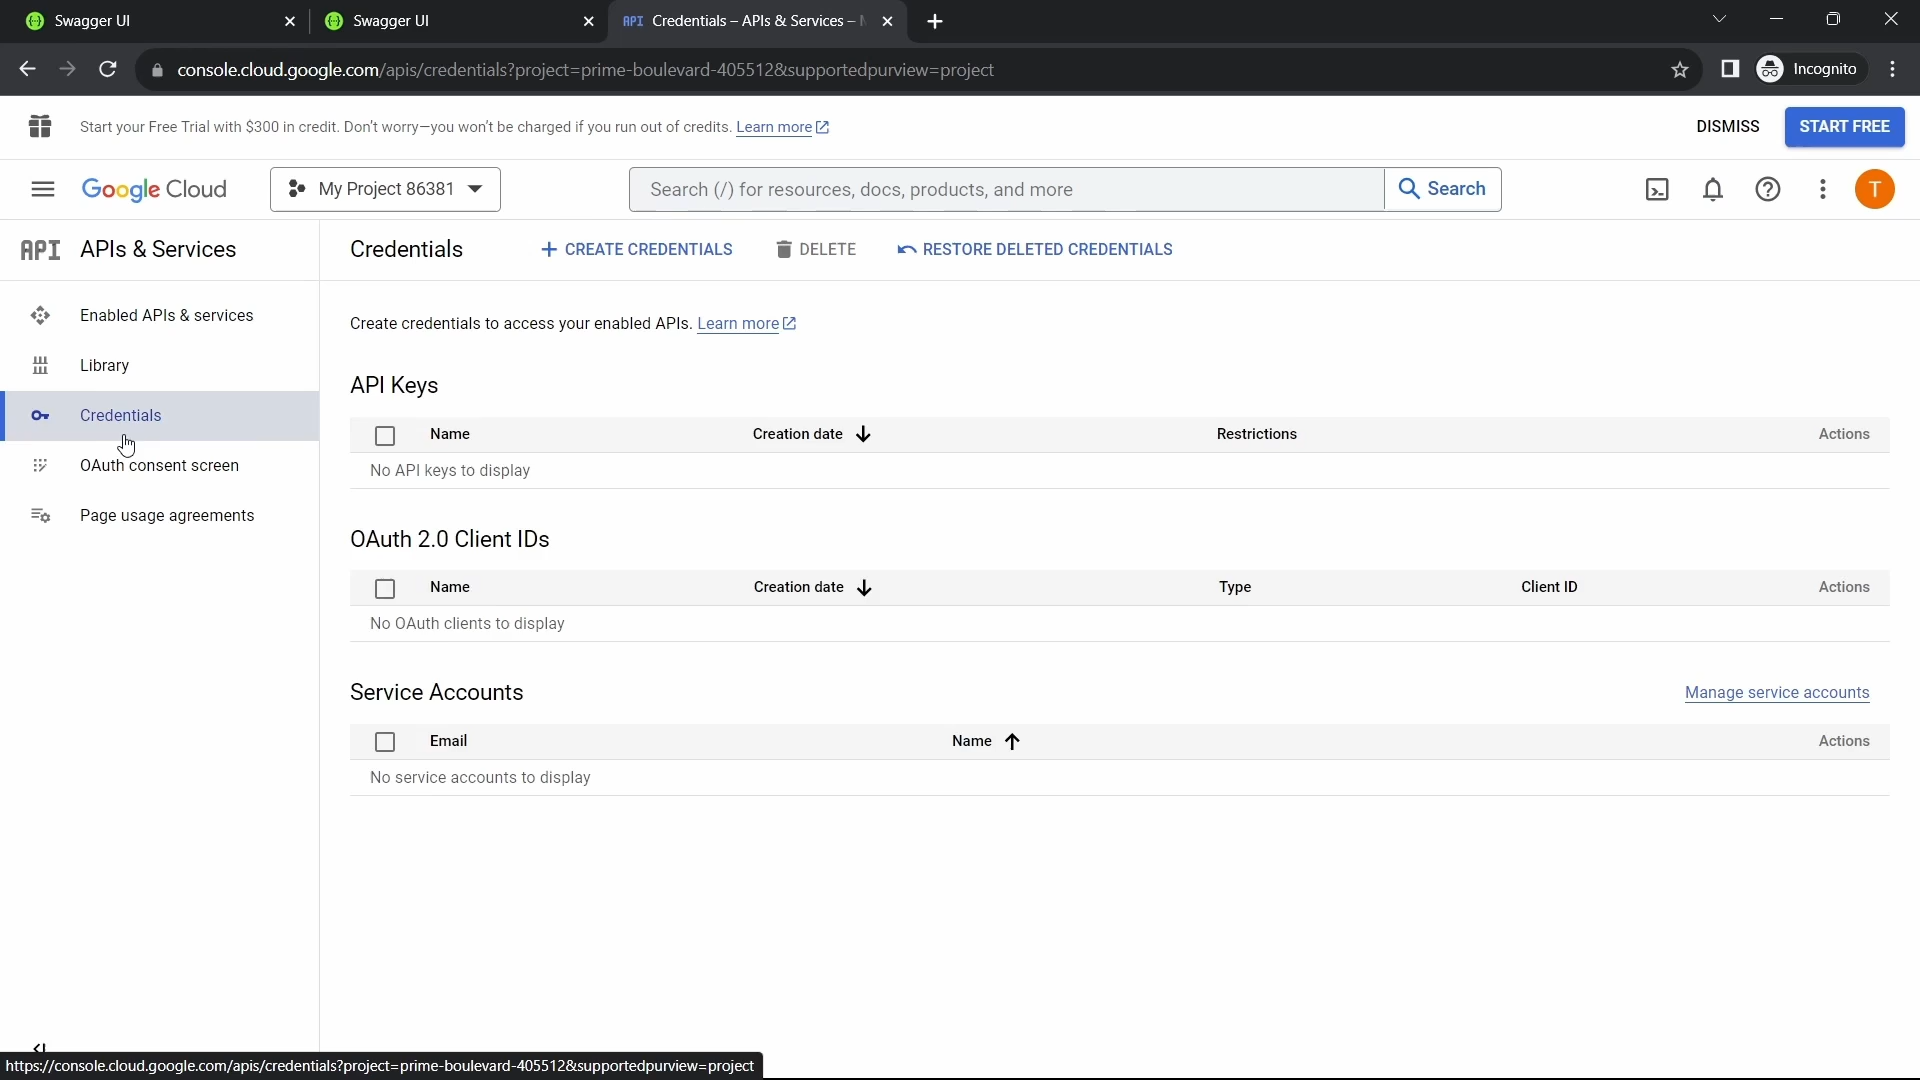 Swagger UI
Swagger UI
API Credentials – APIs & Services –
console.cloud.google.com/apis/credentials?project=prime-boulevard-405512&supportedpurview=project
Incognito
Start your Free Trial with $300 in credit. Don't worry—you won't be charged if you run out of credits. Learn more
DISMISS
START FREE
Google Cloud
My Project 86381
Search (/) for resources, docs, products, and more
Search
T
API APIs & Services
Credentials
+ CREATE CREDENTIALS
DELETE
RESTORE DELETED CREDENTIALS
Enabled APIs & services
Library
Credentials
OAuth consent screen
Page usage agreements
Create credentials to access your enabled APIs. Learn more
API Keys
Name Creation date Restrictions Actions
No API keys to display
OAuth 2.0 Client IDs
Name Creation date Type Client ID Actions
No OAuth clients to display
Service Accounts
Manage service accounts
Email Name Actions
No service accounts to display
https://console.cloud.google.com/apis/credentials?project=prime-boulevard-405512&supportedpurview=project